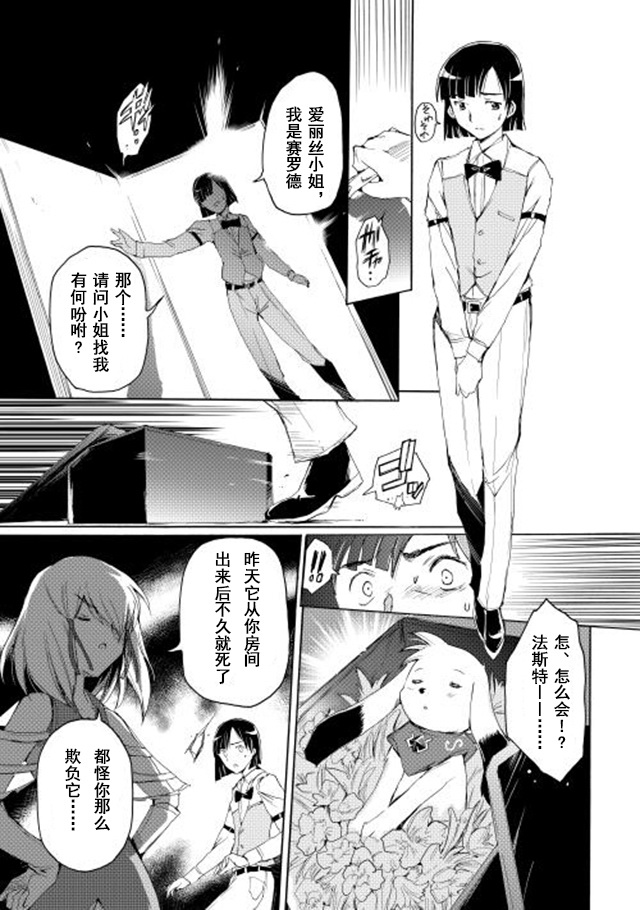 爱丽丝小姐，
我是赛罗德
那个……
请问小姐找我
有何吩咐？
！！
怎、怎么会！？
法斯特——……
昨天它从你房间
出来后不久就死了
都怪你那么
欺负它……
S